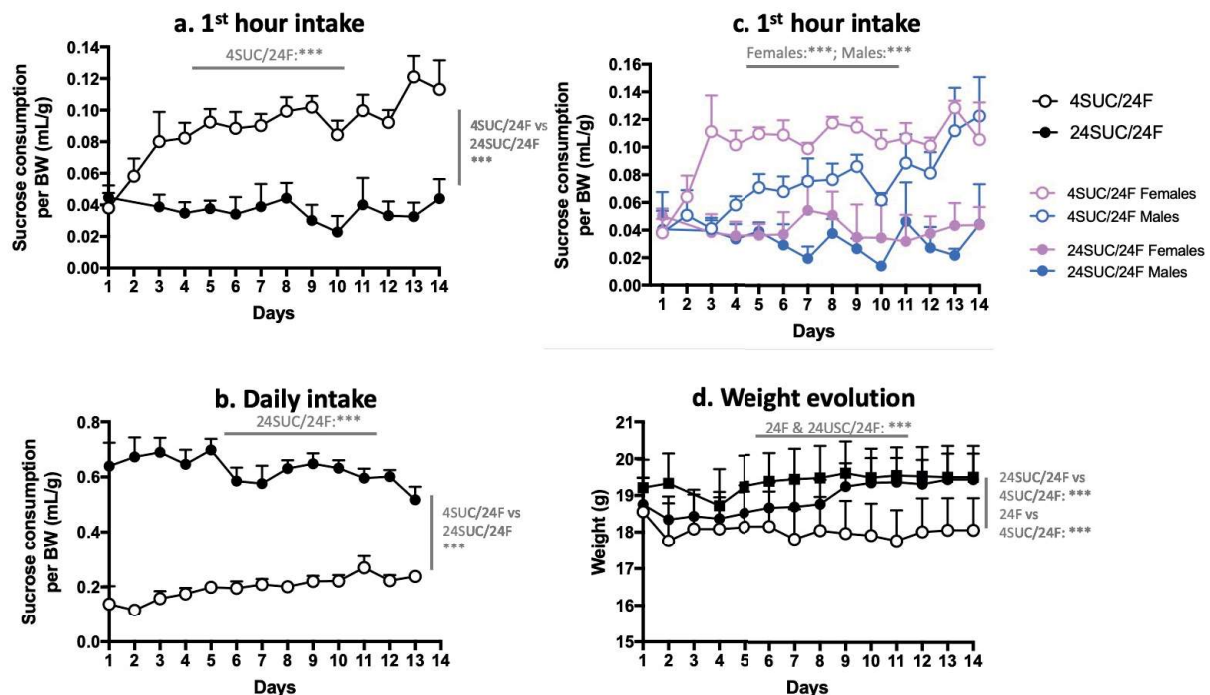 a. 1st hour intake
4SUC/24F:***
Sucrose consumption
per BW (mL/g)
0.14
0.12
0.10
0.08
0.06
0.04
0.02
0.00
1 2 3 4 5 6 7 8 9 10 11 12 13 14
Days
4SUC/24F vs
24SUC/24F
***
c. 1st hour intake
Females:***; Males:***
Sucrose consumption
per BW (mL/g)
0.16
0.14
0.12
0.10
0.08
0.06
0.04
0.02
0.00
1 2 3 4 5 6 7 8 9 10 11 12 13 14
Days
4SUC/24F
24SUC/24F
4SUC/24F Females
4SUC/24F Males
24SUC/24F Females
24SUC/24F Males
b. Daily intake
24SUC/24F:***
Sucrose consumption
per BW (mL/g)
0.8
0.6
0.4
0.2
0.0
1 2 3 4 5 6 7 8 9 10 11 12 13 14
Days
4SUC/24F vs
24SUC/24F
***
d. Weight evolution
24F & 24USC/24F: ***
Weight (g)
21
20
19
18
17
16
15
1 2 3 4 5 6 7 8 9 10 11 12 13 14
Days
24SUC/24F vs
4SUC/24F: ***
24F vs
4SUC/24F: ***